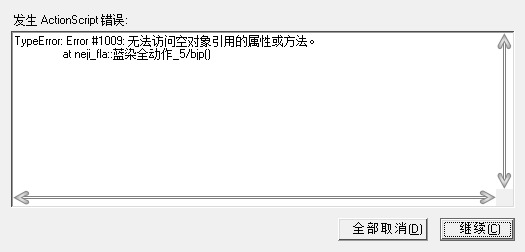 发生 ActionScript 错误:
TypeError: Error #1009: 无法访问空对象引用的属性或方法。
at neji_fla::蓝染全动作_5/bjp()
全部取消(D)
继续(C)